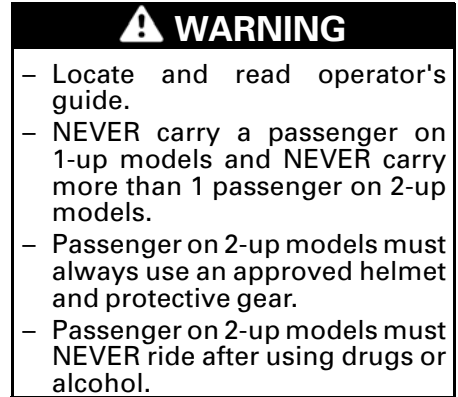 WARNING
– Locate and read operator's
guide.
– NEVER carry a passenger on
1-up models and NEVER carry
more than 1 passenger on 2-up
models.
– Passenger on 2-up models must
always use an approved helmet
and protective gear.
– Passenger on 2-up models must
NEVER ride after using drugs or
alcohol.